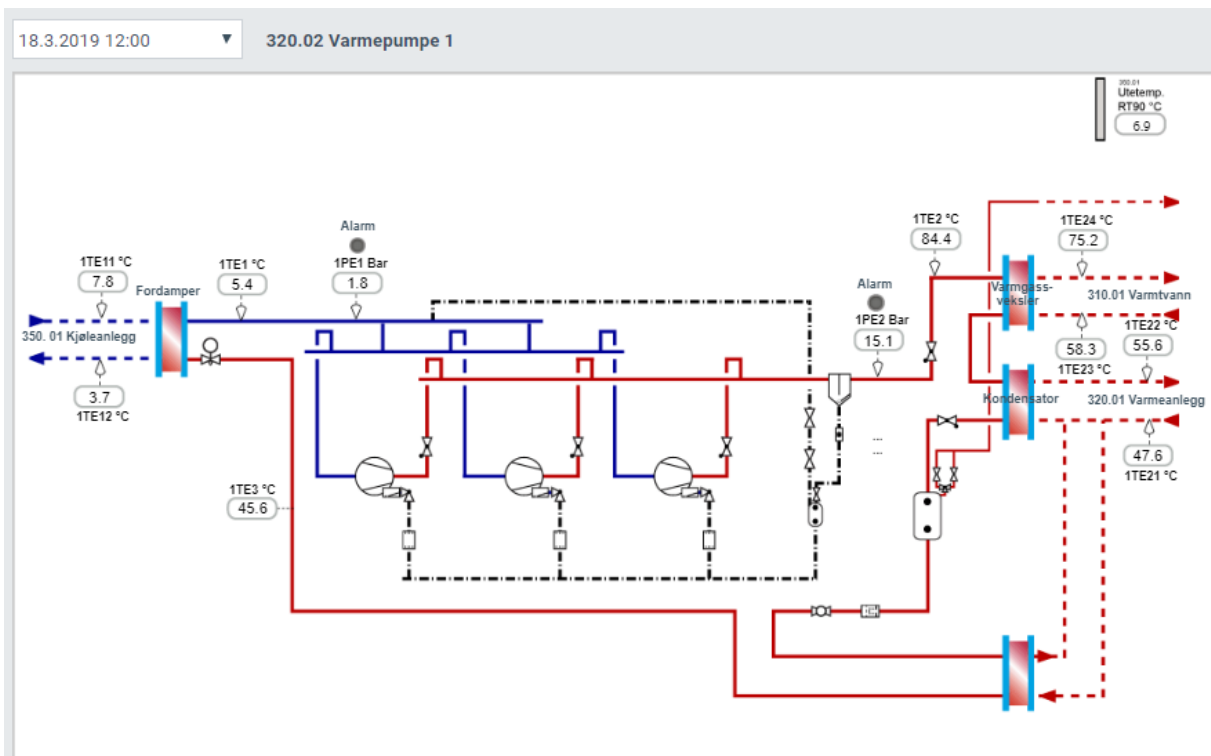 18.3.2019 12:00
320.02 Varmepumpe 1
360.01
Utetemp.
RT90 °C
6.9
1TE2 °C
84.4
1TE24 °C
75.2
Alarm
1PE1 Bar
1.8
1TE11 °C
7.8
Fordamper
1TE1 °C
5.4
Alarm
1PE2 Bar
15.1
Varmgass-
veksler
310.01 Varmtvann
350. 01 Kjøleanlegg
58.3
1TE23 °C
1TE22 °C
55.6
3.7
1TE12 °C
Kondensator
320.01 Varmeanlegg
...
...
47.6
1TE21 °C
1TE3 °C
45.6